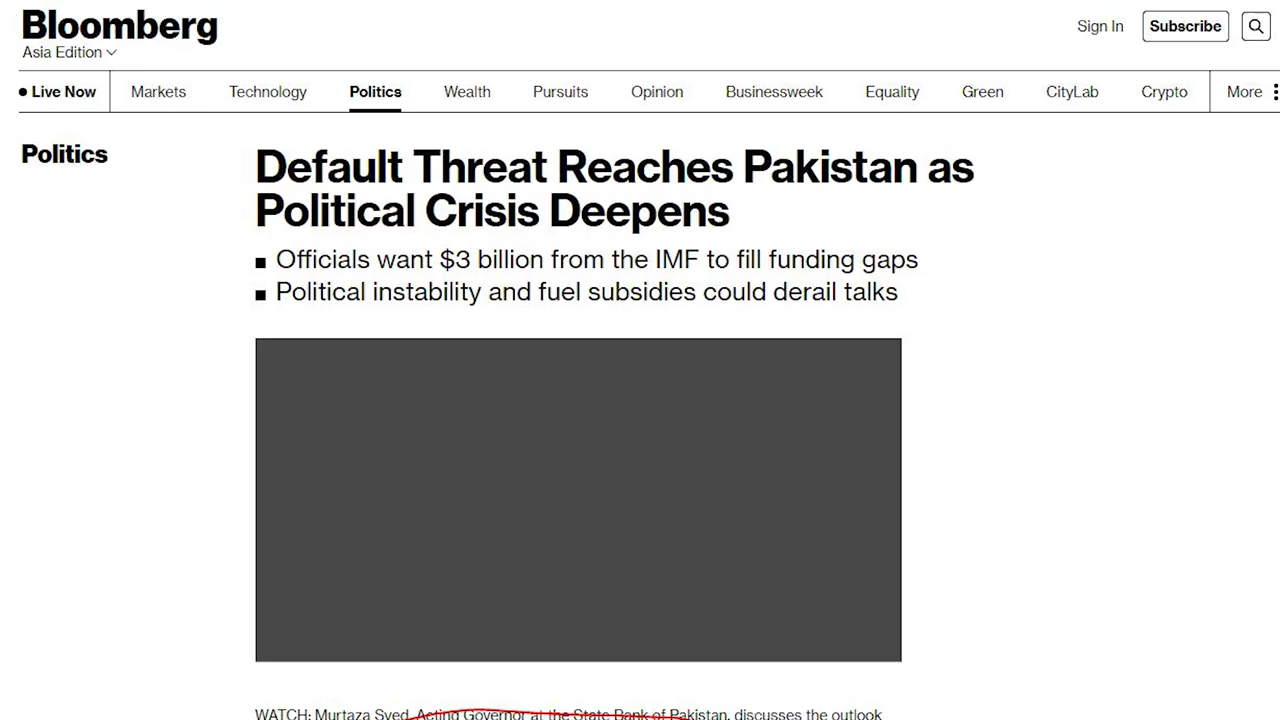 Bloomberg
Sign In Subscribe
Asia Edition
Live Now Markets Technology Politics Wealth Pursuits Opinion Businessweek Equality Green CityLab Crypto More
Politics
Default Threat Reaches Pakistan as
Political Crisis Deepens
■ Officials want $3 billion from the IMF to fill funding gaps
■ Political instability and fuel subsidies could derail talks
WATCH: Murtaza Syed, Acting Governor at the State Bank of Pakistan, discusses the outlook